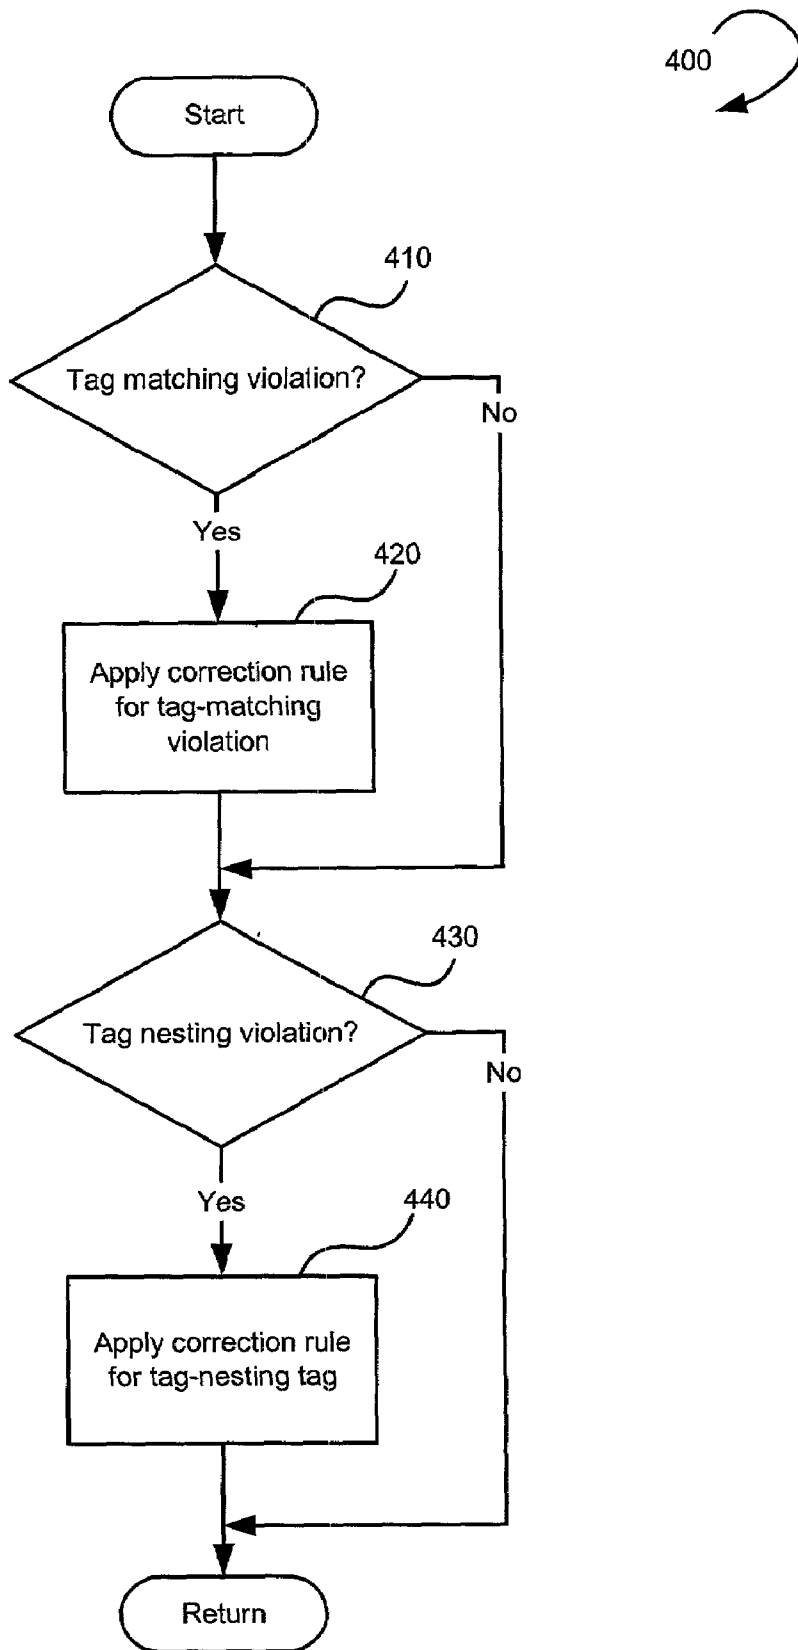 400
Start
410
Tag matching violation?
No
Yes
420
Apply correction rule
for tag-matching
violation
430
Tag nesting violation?
No
Yes
440
Apply correction rule
for tag-nesting tag
Return